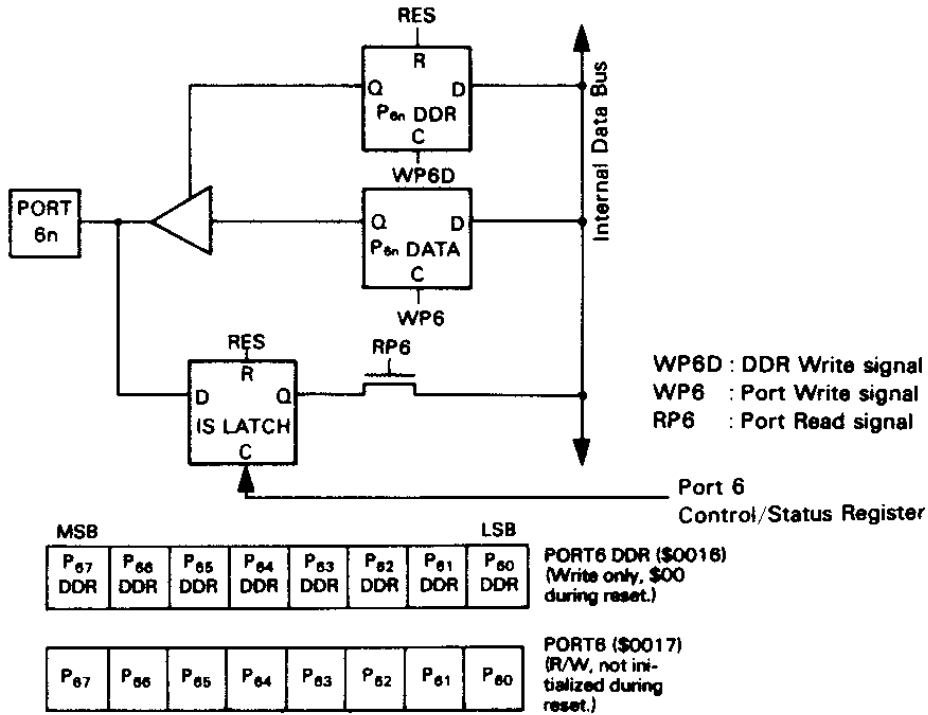 RES
R
Q D
P6n DDR
C
WP6D
Internal Data Bus
PORT
6n
Q D
P6n DATA
C
WP6
RES
R
D Q
IS LATCH
C
RP6
WP6D : DDR Write signal
WP6 : Port Write signal
RP6 : Port Read signal
Port 6
Control/Status Register
MSB LSB
P67 P66 P65 P64 P63 P62 P61 P60
DDR DDR DDR DDR DDR DDR DDR DDR
PORT6 DDR ($0016)
(Write only, $00
during reset.)
P67 P66 P65 P64 P63 P62 P61 P60
PORT6 ($0017)
(R/W, not ini-
tialized during
reset.)